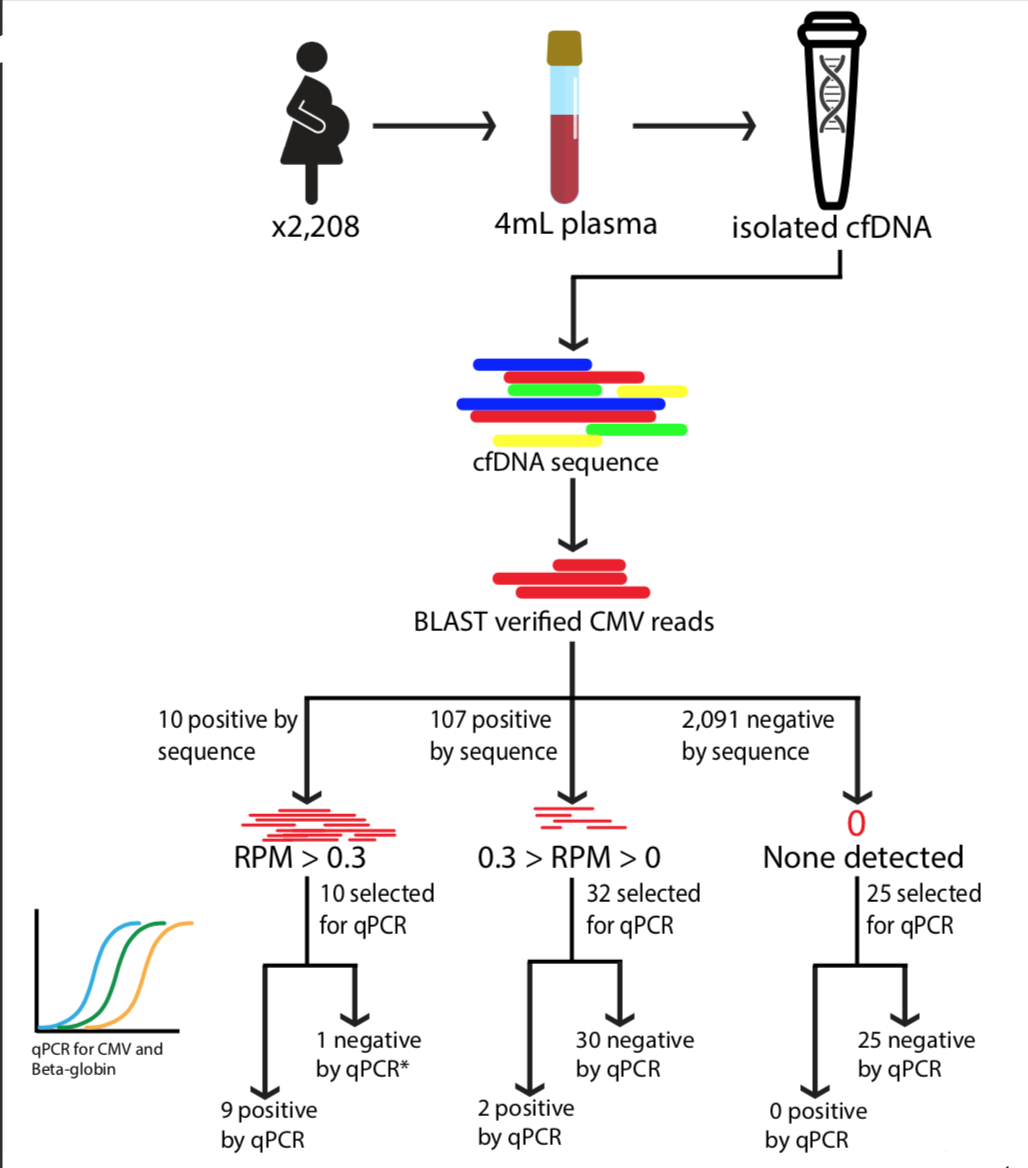 x2,208
4mL plasma
isolated cfDNA
cfDNA sequence
BLAST verified CMV reads
10 positive by
sequence
107 positive
by sequence
2,091 negative
by sequence
0
RPM > 0.3
0.3 > RPM > 0
None detected
10 selected
for qPCR
32 selected
for qPCR
25 selected
for qPCR
qPCR for CMV and
Beta-globin
1 negative
by qPCR*
30 negative
by qPCR
25 negative
by qPCR
9 positive
by qPCR
2 positive
by qPCR
0 positive
by qPCR